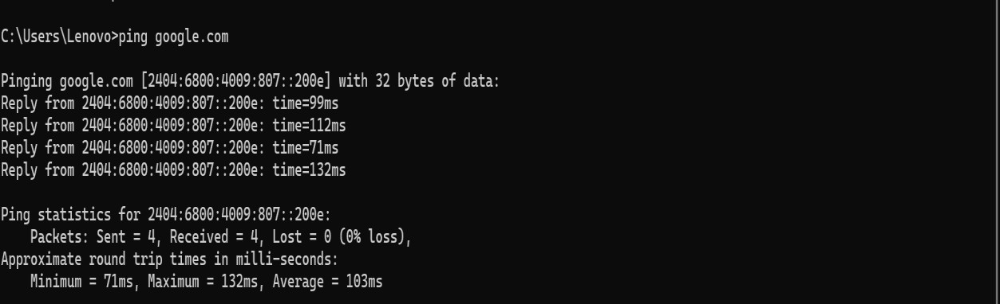 C:\Users\Lenovo>ping google.com
Pinging google.com [2404:6800:4009:807::200e] with 32 bytes of data:
Reply from 2404:6800:4009:807::200e: time=99ms
Reply from 2404:6800:4009:807::200e: time=112ms
Reply from 2404:6800:4009:807::200e: time=71ms
Reply from 2404:6800:4009:807::200e: time=132ms
Ping statistics for 2404:6800:4009:807::200e:
    Packets: Sent = 4, Received = 4, Lost = 0 (0% loss),
Approximate round trip times in milli-seconds:
    Minimum = 71ms, Maximum = 132ms, Average = 103ms